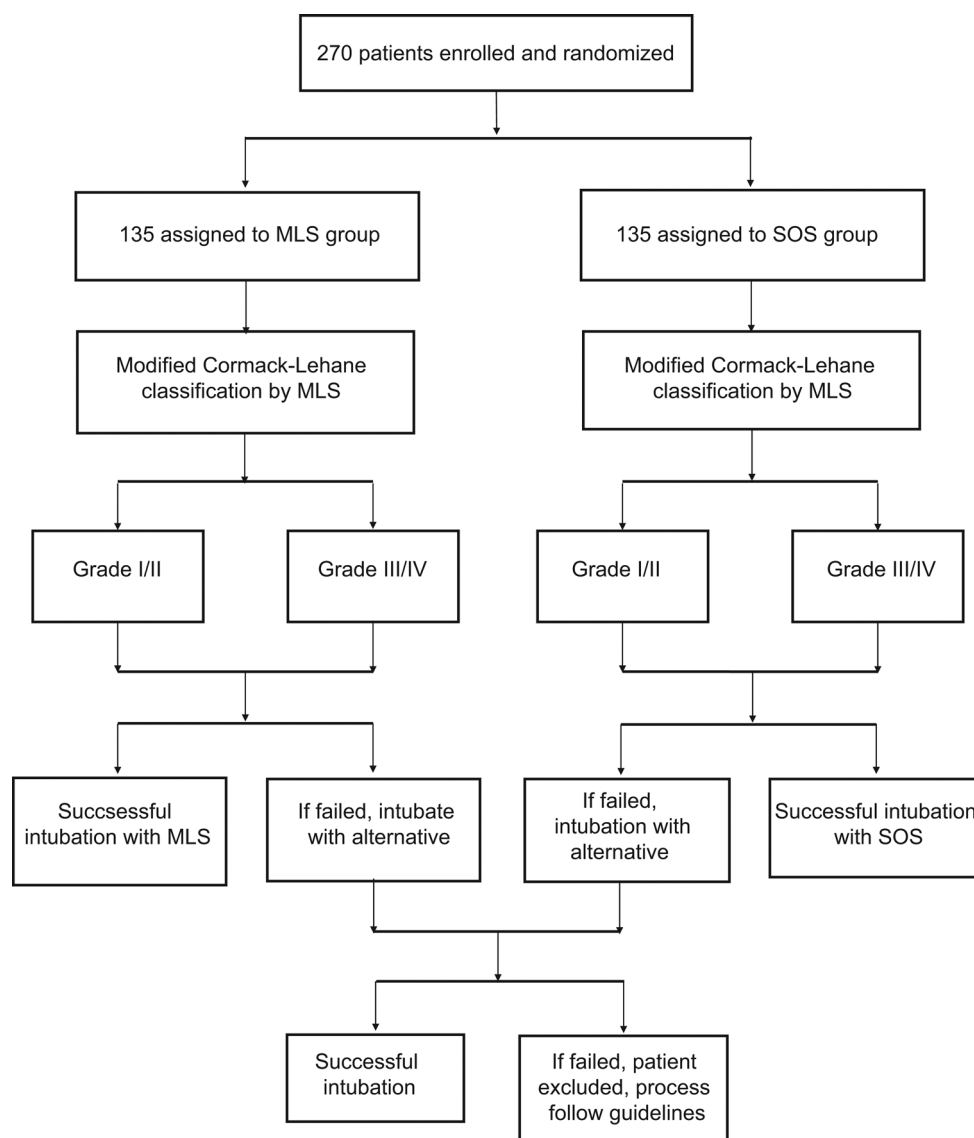 270 patients enrolled and randomized
135 assigned to MLS group
135 assigned to SOS group
Modified Cormack-Lehane
classification by MLS
Modified Cormack-Lehane
classification by MLS
Grade I/II
Grade III/IV
Grade I/II
Grade III/IV
Succsessful
intubation with MLS
If failed, intubate
with alternative
If failed,
intubation with
alternative
Successful intubation
with SOS
Successful
intubation
If failed, patient
excluded, process
follow guidelines